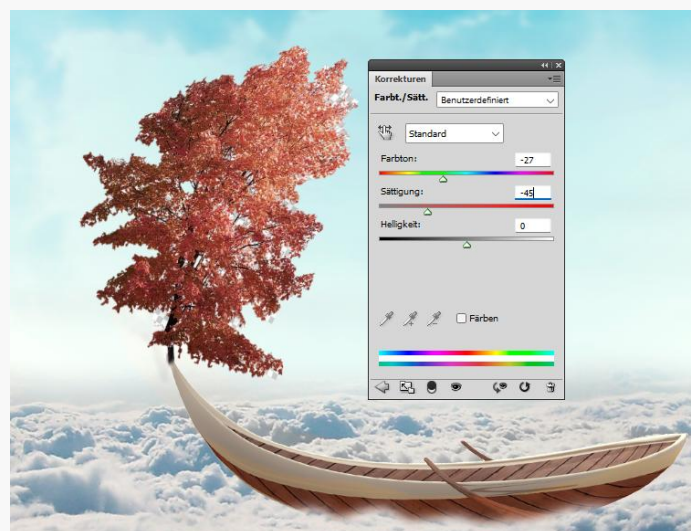 Korrekturen
Farbt./Sätt. Benutzerdefiniert
Standard
Farbton: -27
Sättigung: -45
Helligkeit: 0
Färben